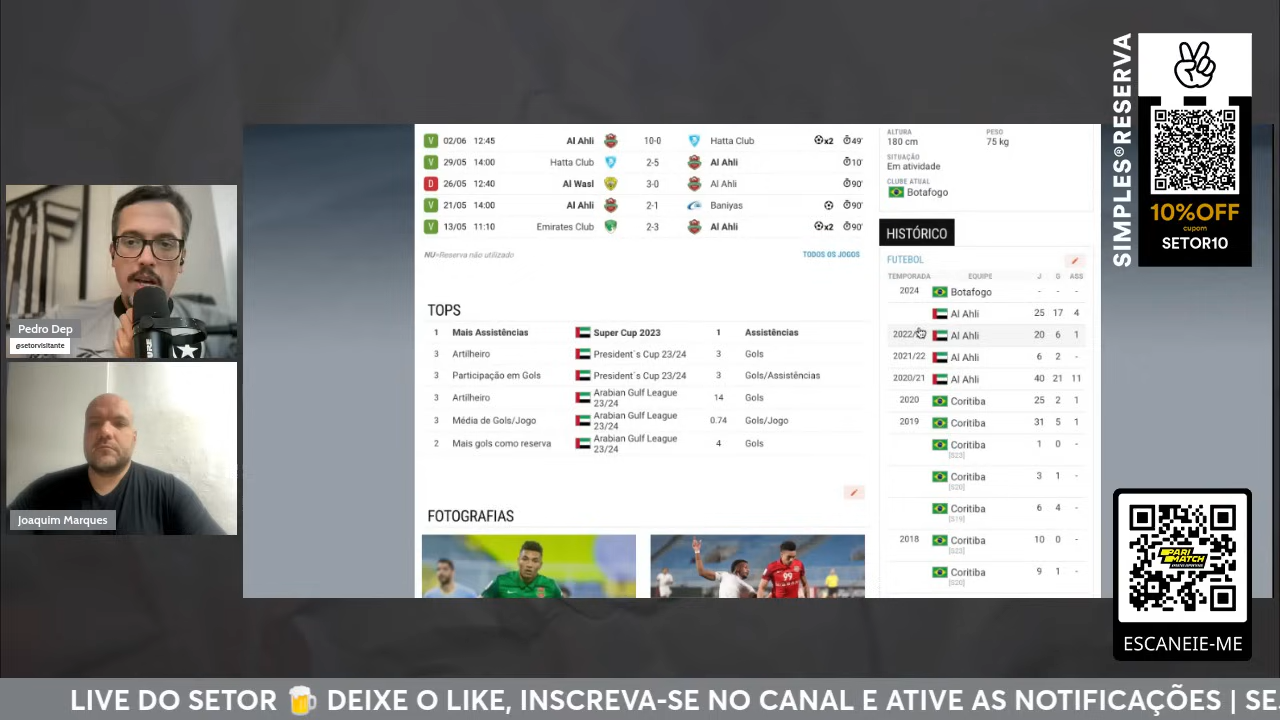 V 02/06 12:45 Al Ahli 10-0 Hatta Club x2 49'
V 29/05 14:00 Hatta Club 2-5 Al Ahli 10'
D 26/05 12:40 Al Wasl 3-0 Al Ahli 90'
V 21/05 14:00 Al Ahli 2-1 Baniyas 90'
V 13/05 11:10 Emirates Club 2-3 Al Ahli x2 90'
NU=Reserva não utilizado
TODOS OS JOGOS
TOPS
1 Mais Assistências Super Cup 2023 1 Assistências
3 Artilheiro President´s Cup 23/24 3 Gols
3 Participação em Gols President´s Cup 23/24 3 Gols/Assistências
3 Artilheiro Arabian Gulf League 23/24 14 Gols
3 Média de Gols/Jogo Arabian Gulf League 23/24 0.74 Gols/Jogo
2 Mais gols como reserva Arabian Gulf League 23/24 4 Gols
FOTOGRAFIAS
99
ALTURA PESO
180 cm 75 kg
SITUAÇÃO
Em atividade
CLUBE ATUAL
Botafogo
HISTÓRICO
FUTEBOL
TEMPORADA EQUIPE J G ASS
2024 Botafogo - - -
Al Ahli 25 17 4
2022/ Al Ahli 20 6 1
2021/22 Al Ahli 6 2 -
2020/21 Al Ahli 40 21 11
2020 Coritiba 25 2 1
2019 Coritiba 31 5 1
Coritiba 1 0 -
[S23]
Coritiba 3 1 -
[S20]
Coritiba 6 4 -
[S19]
2018 Coritiba 10 0 -
[S23]
Coritiba 9 1 -
[S20]
Pedro Dep
@setorvisitante
Joaquim Marques
SIMPLES®RESERVA
10%OFF
cupom
SETOR10
PARIMATCH
ESCANEIE-ME
LIVE DO SETOR 🍺 DEIXE O LIKE, INSCREVA-SE NO CANAL E ATIVE AS NOTIFICAÇÕES | SE